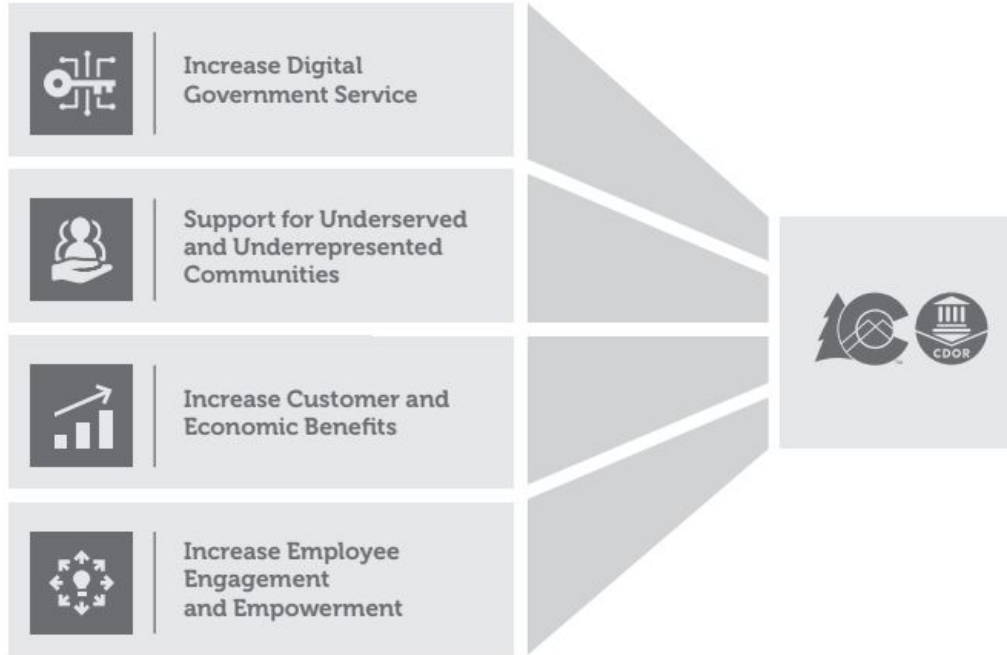 Increase Digital
Government Service
Support for Underserved
and Underrepresented
Communities
Increase Customer and
Economic Benefits
Increase Employee
Engagement
and Empowerment
CDOR